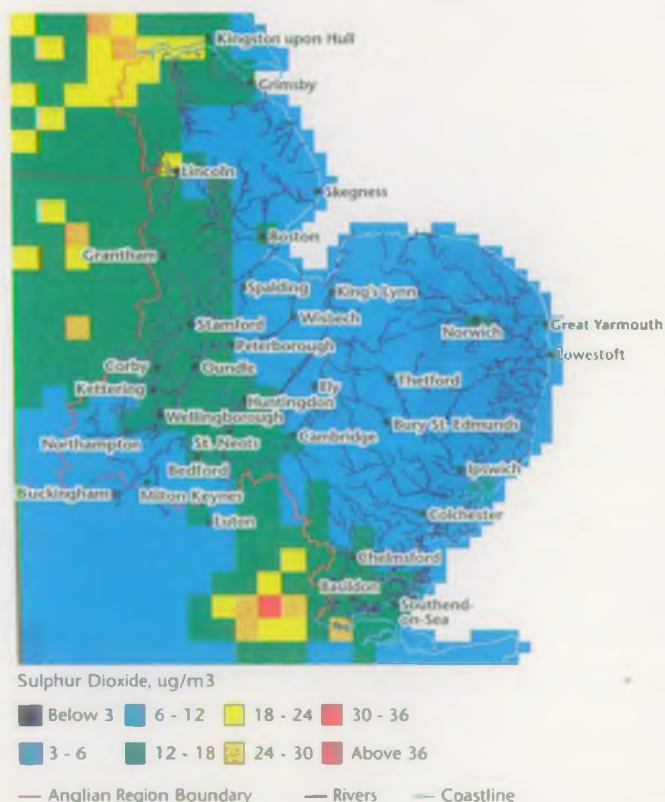 Kingston upon Hull
Grimsby
Lincoln
Skegness
Boston
Grantham
Spalding
King's Lynn
Wisbech
Stamford
Norwich
Great Yarmouth
Peterborough
Lowestoft
Corby
Oundle
Kettering
Ely
Thetford
Huntingdon
Wellingborough
Bury St. Edmunds
Northampton
St. Neots
Cambridge
Bedford
Ipswich
Buckingham
Milton Keynes
Luton
Colchester
Chelmsford
Basildon
Southend-
on-Sea
Sulphur Dioxide, ug/m3
Below 3 6 - 12 18 - 24 30 - 36
3 - 6 12 - 18 24 - 30 Above 36
Anglian Region Boundary Rivers Coastline